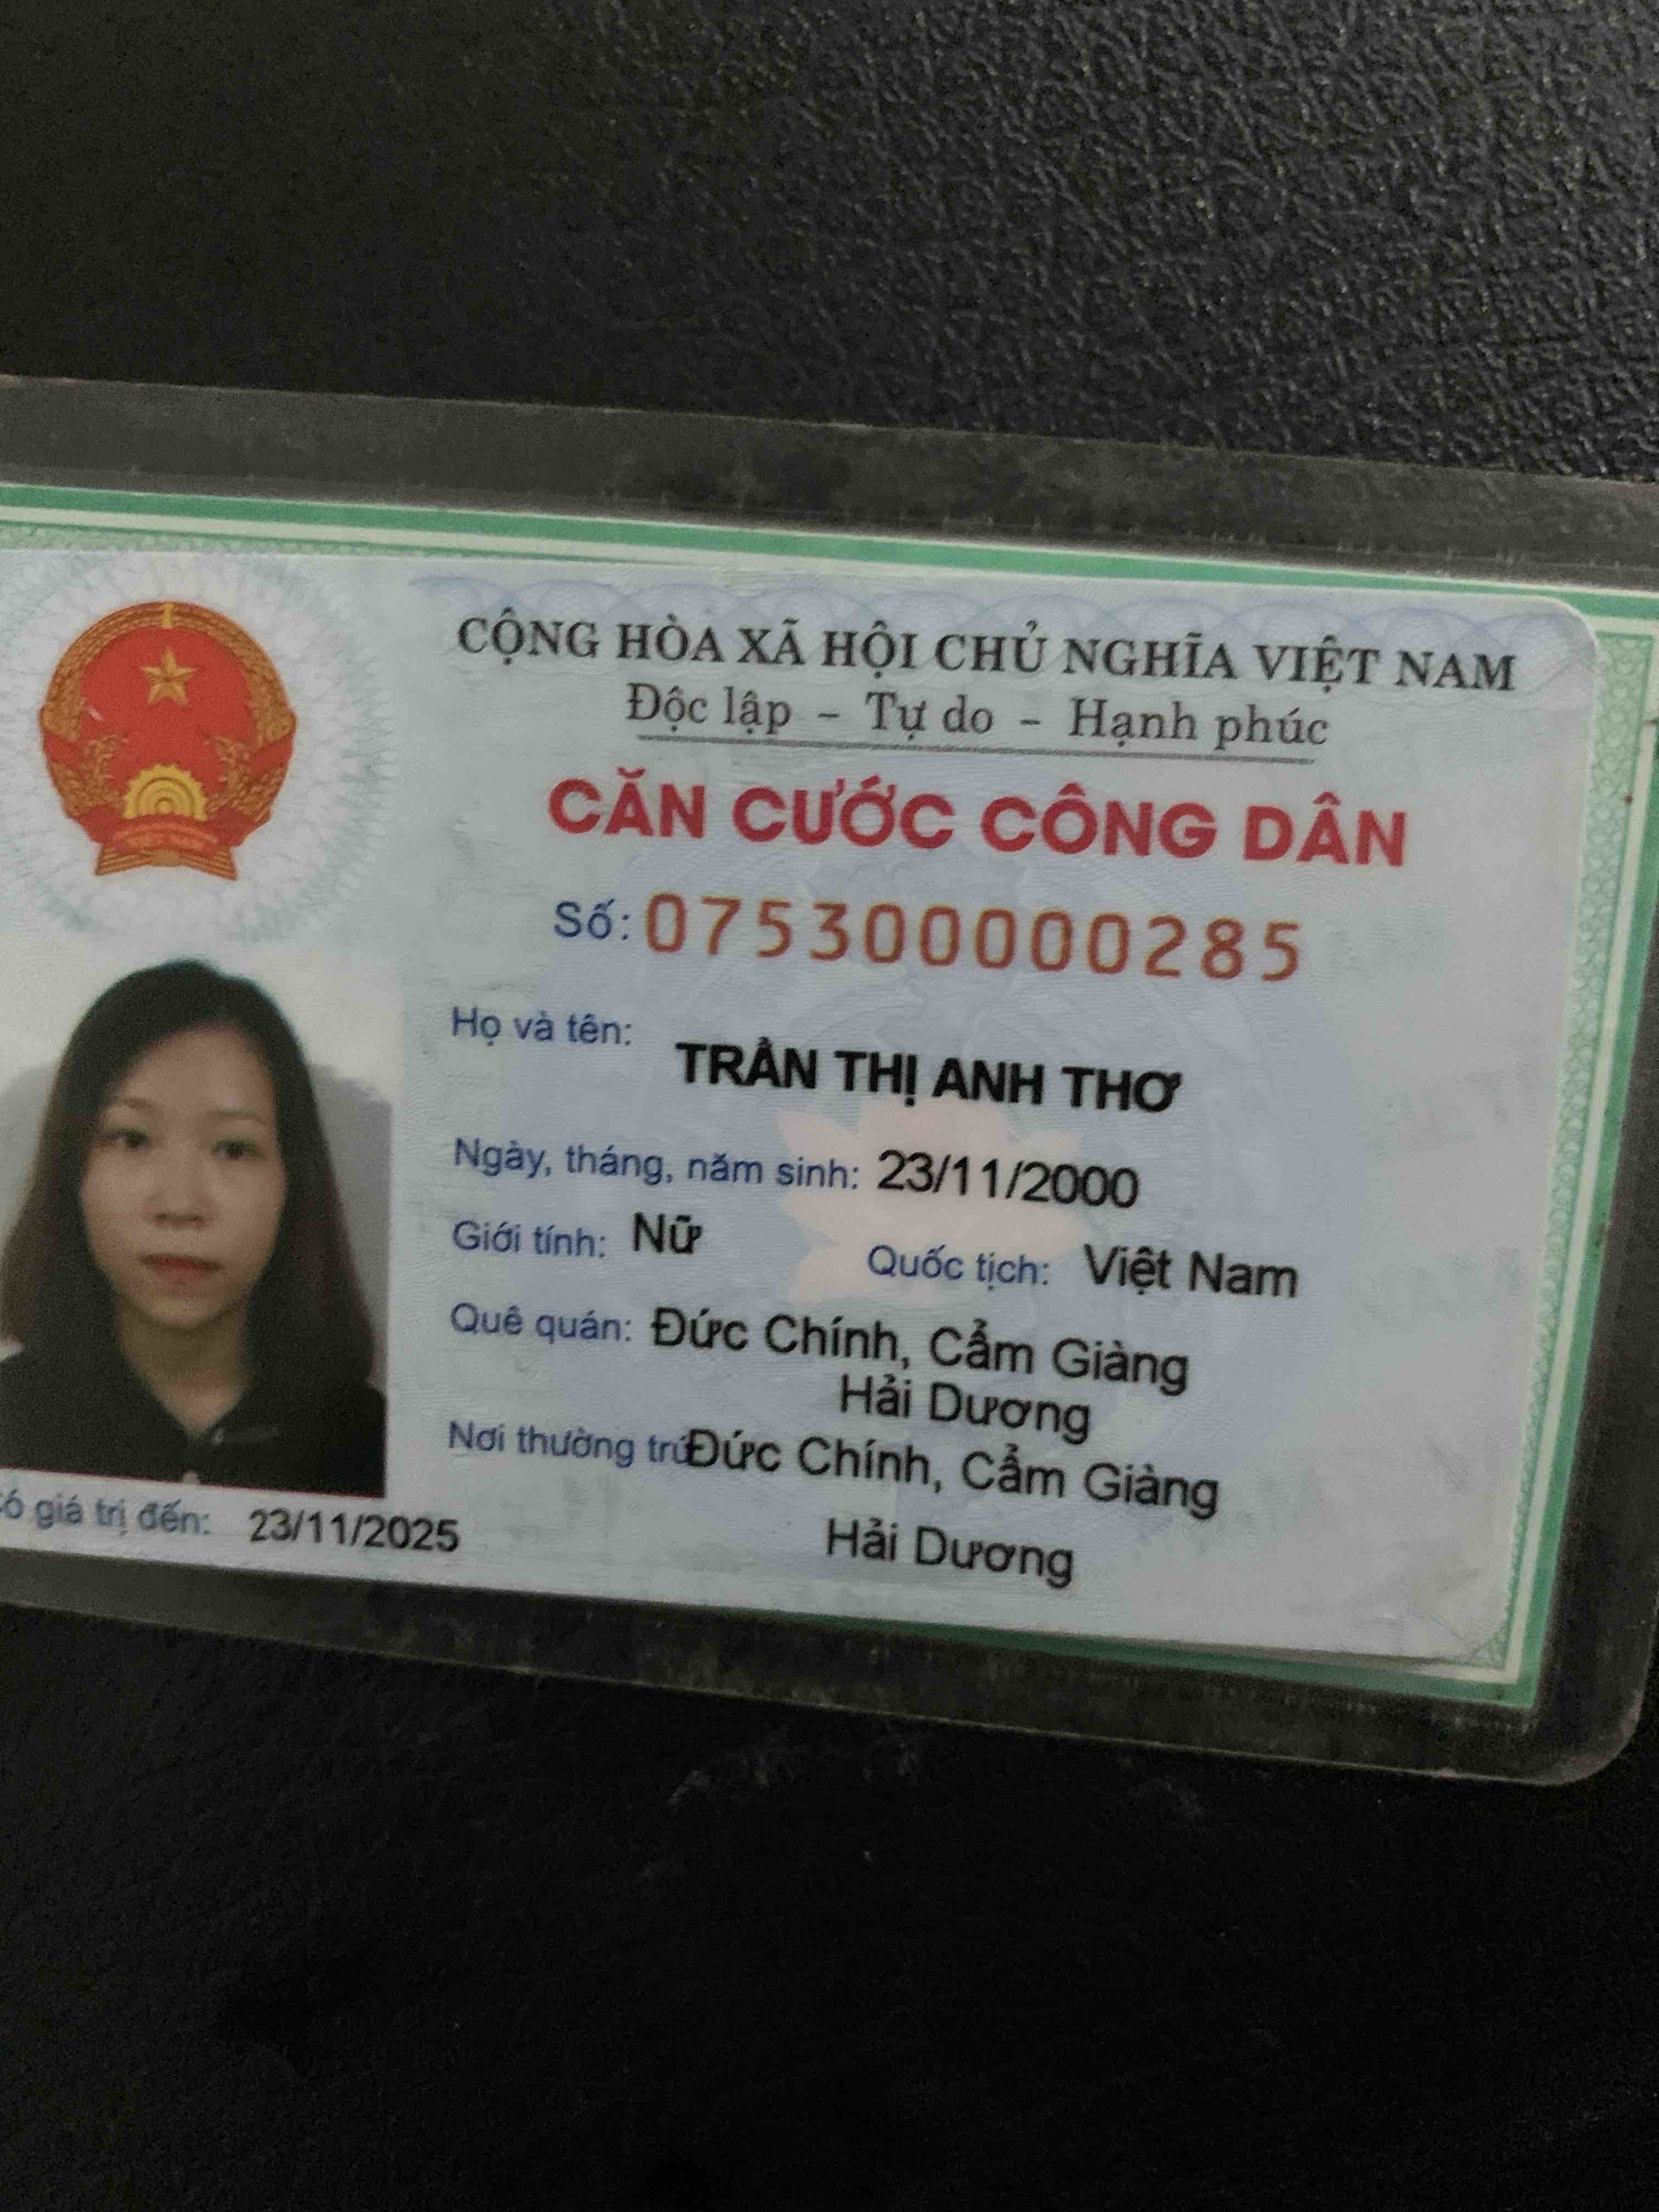 CỘNG HÒA XÃ HỘI CHỦ NGHĨA VIỆT NAM
Độc lập - Tự do - Hạnh phúc
CĂN CƯỚC CÔNG DÂN
Số: 075300000285
Họ và tên:
TRẦN THỊ ANH THƠ
Ngày, tháng, năm sinh: 23/11/2000
Giới tính: Nữ Quốc tịch: Việt Nam
Quê quán: Đức Chính, Cẩm Giàng
Hải Dương
Nơi thường trú Đức Chính, Cẩm Giàng
Hải Dương
ó giá trị đến: 23/11/2025